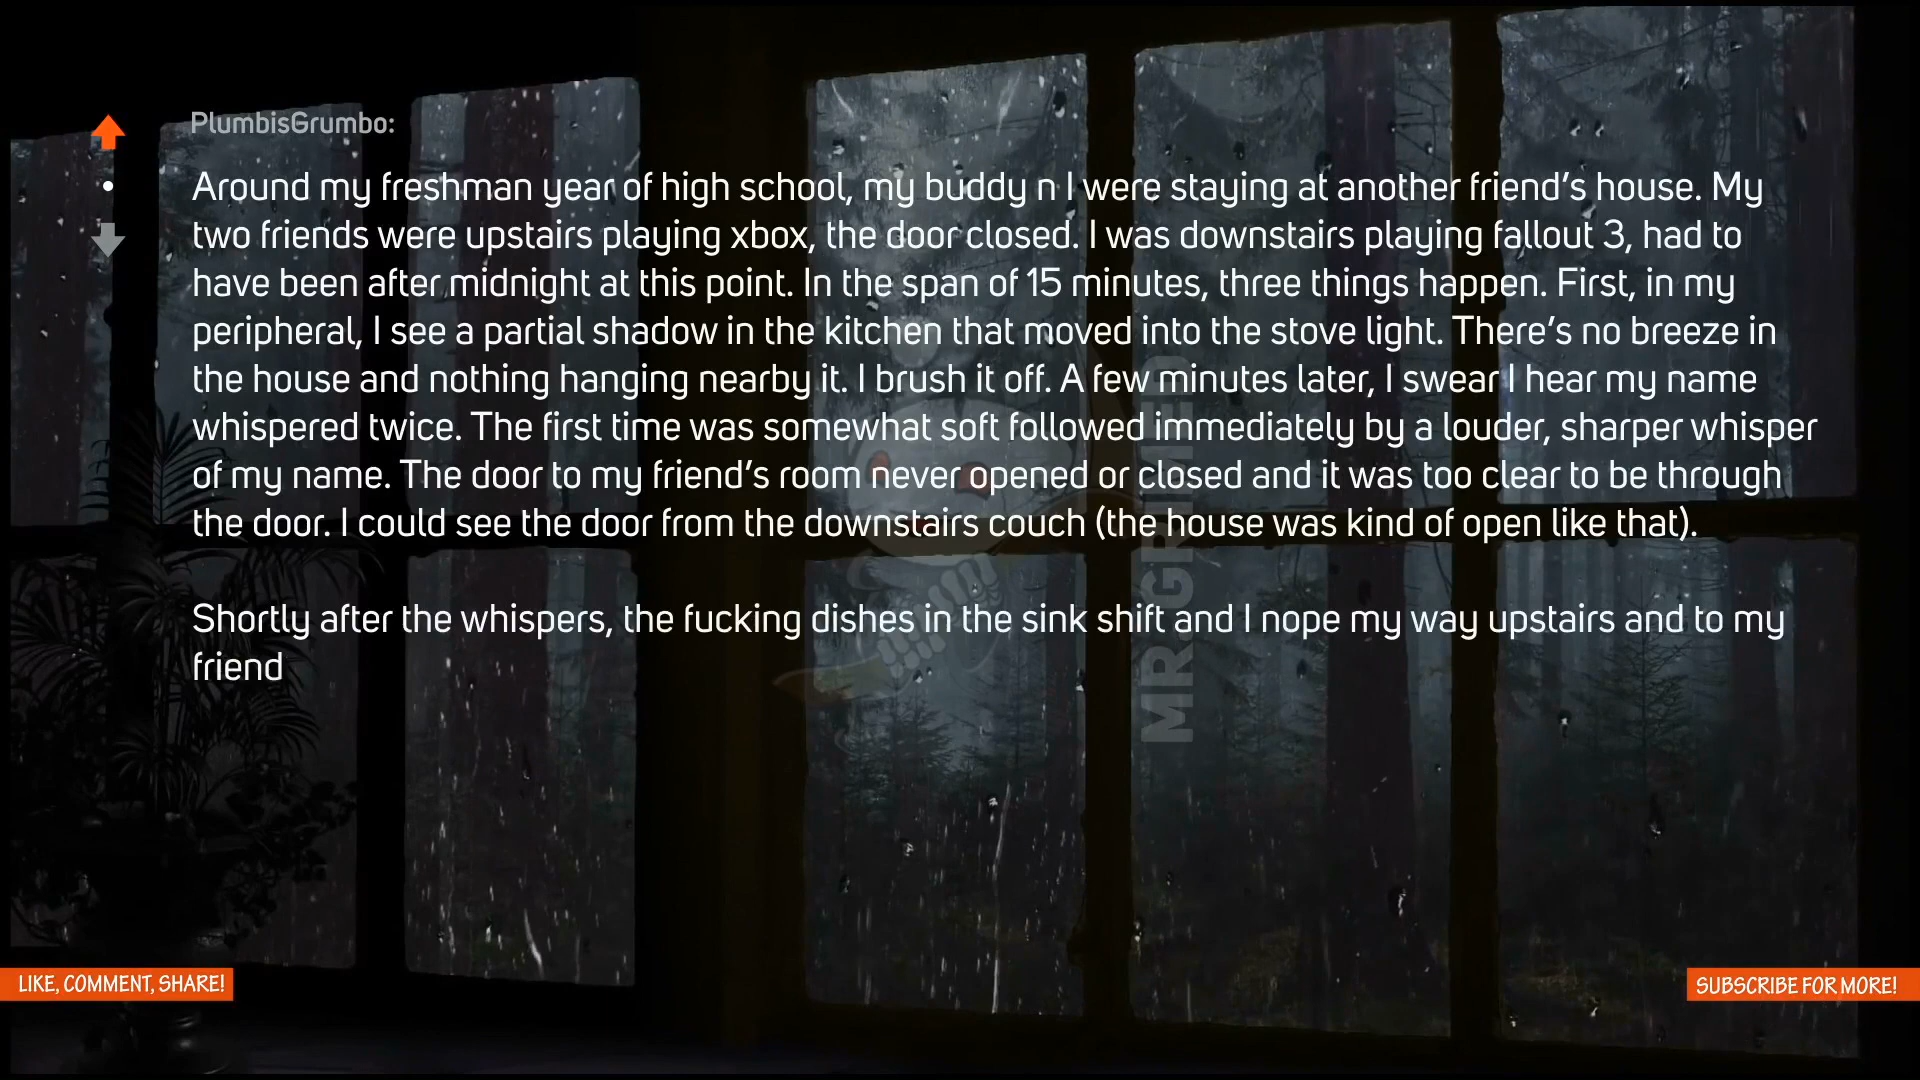 PlumbisGrumbo:
Around my freshman year of high school, my buddy n I were staying at another friend's house. My
two friends were upstairs playing xbox, the door closed. I was downstairs playing fallout 3, had to
have been after midnight at this point. In the span of 15 minutes, three things happen. First, in my
peripheral, I see a partial shadow in the kitchen that moved into the stove light. There's no breeze in
the house and nothing hanging nearby it. I brush it off. A few minutes later, I swear I hear my name
whispered twice. The first time was somewhat soft followed immediately by a louder, sharper whisper
of my name. The door to my friend's room never opened or closed and it was too clear to be through
the door. I could see the door from the downstairs couch (the house was kind of open like that).
Shortly after the whispers, the fucking dishes in the sink shift and I nope my way upstairs and to my
friend
MR.GRIMED
LIKE, COMMENT, SHARE!
SUBSCRIBE FOR MORE!